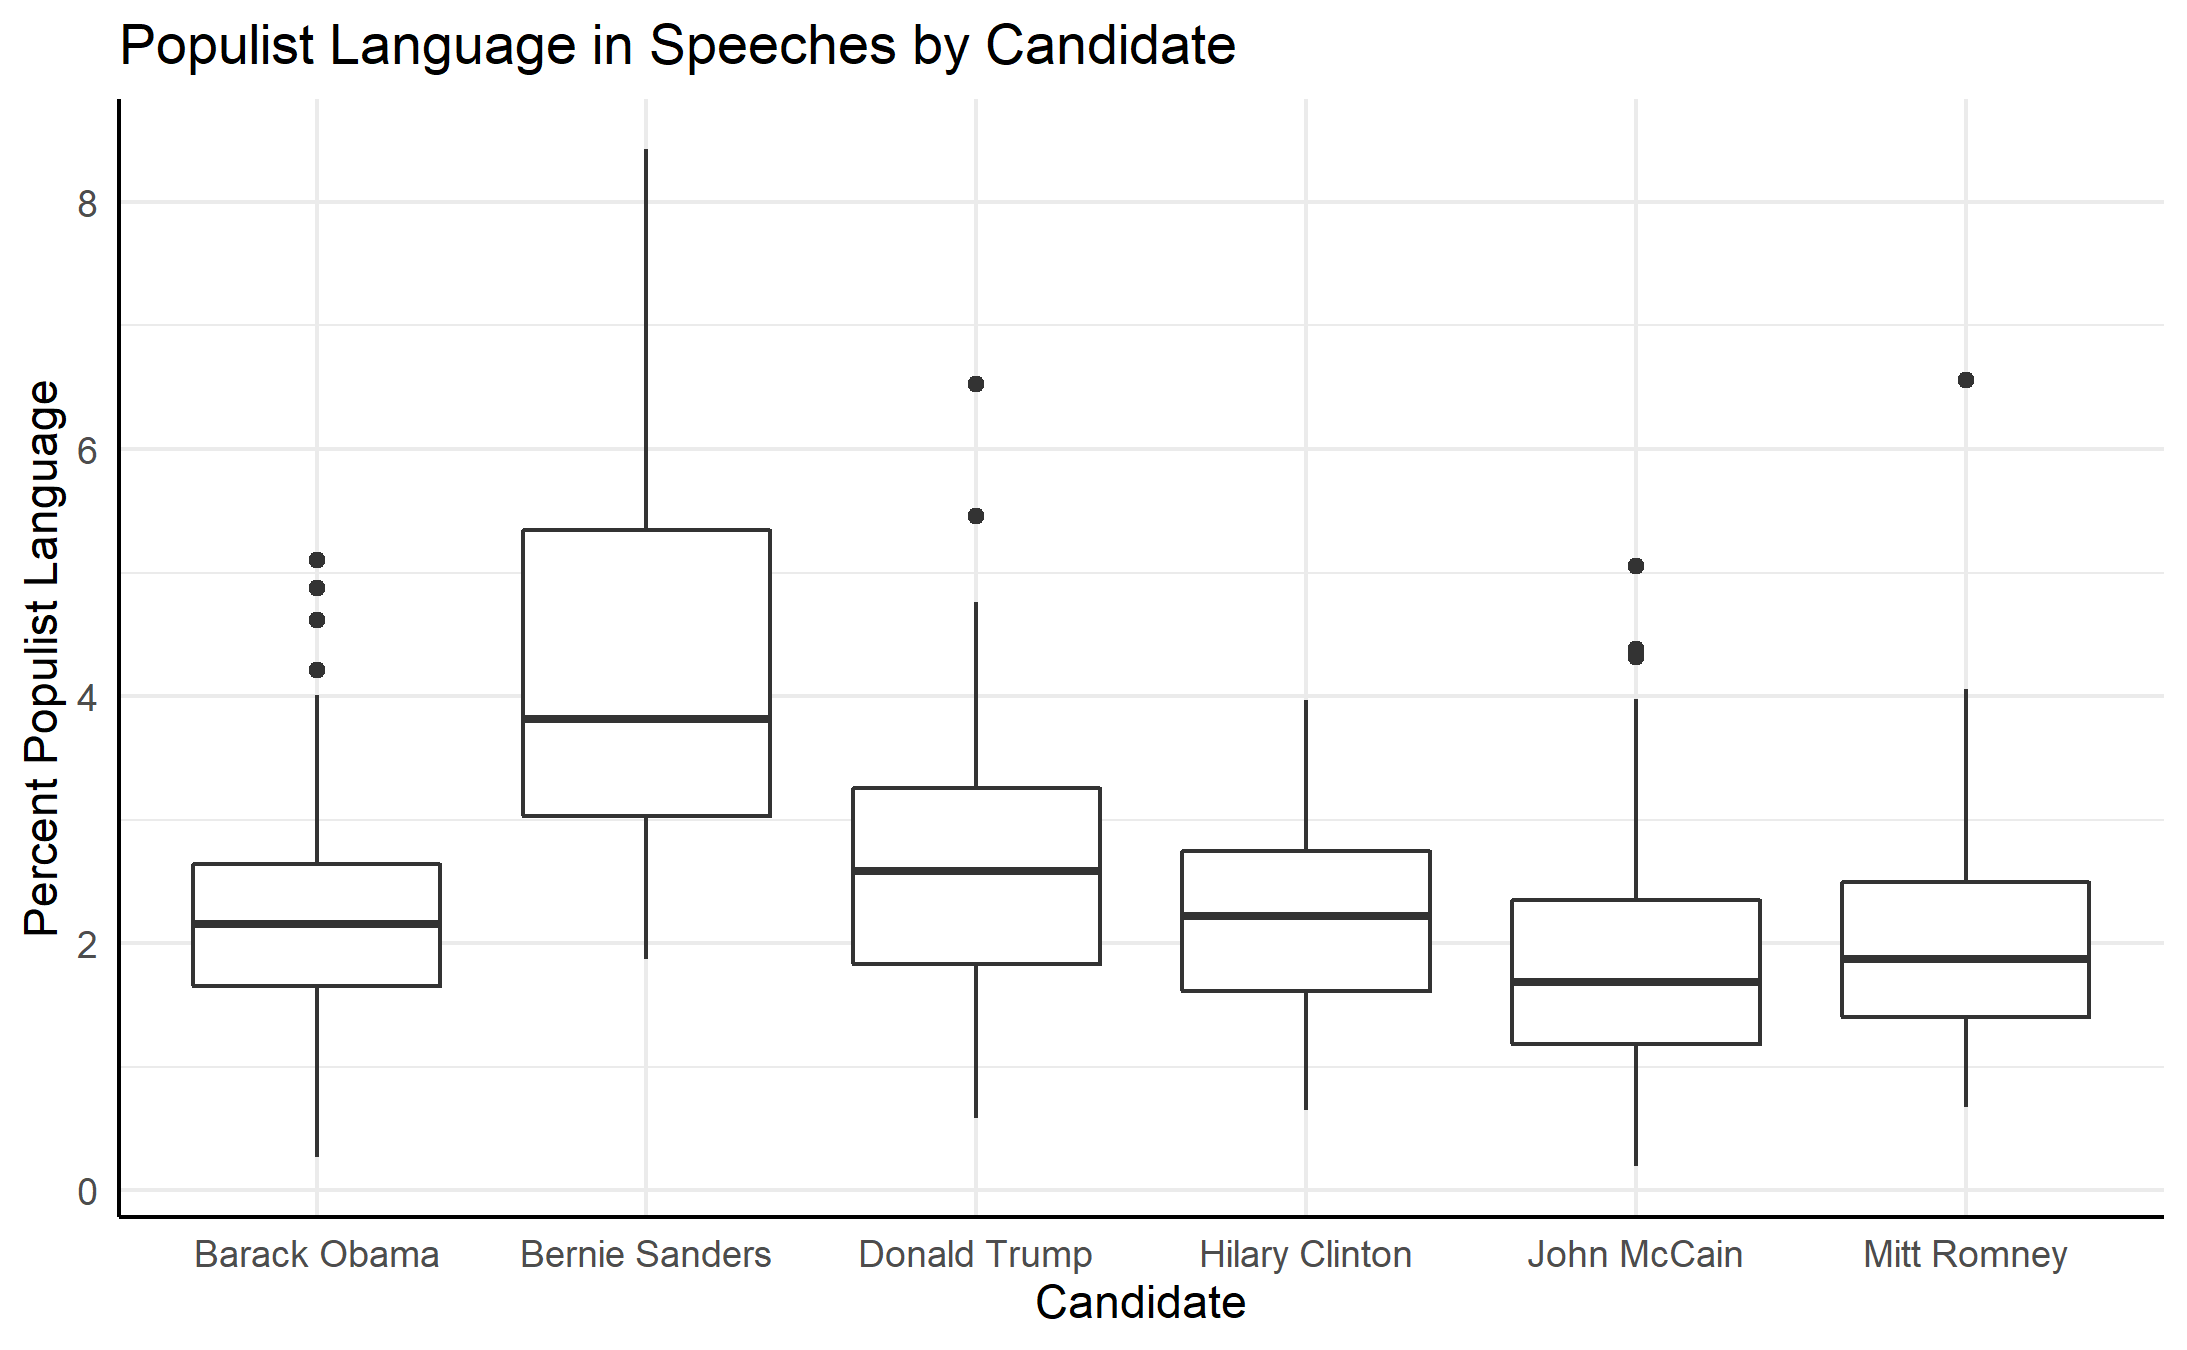 Populist Language in Speeches by Candidate
Percent Populist Language
8
6
4
2
0
Barack Obama Bernie Sanders Donald Trump Hilary Clinton John McCain Mitt Romney
Candidate